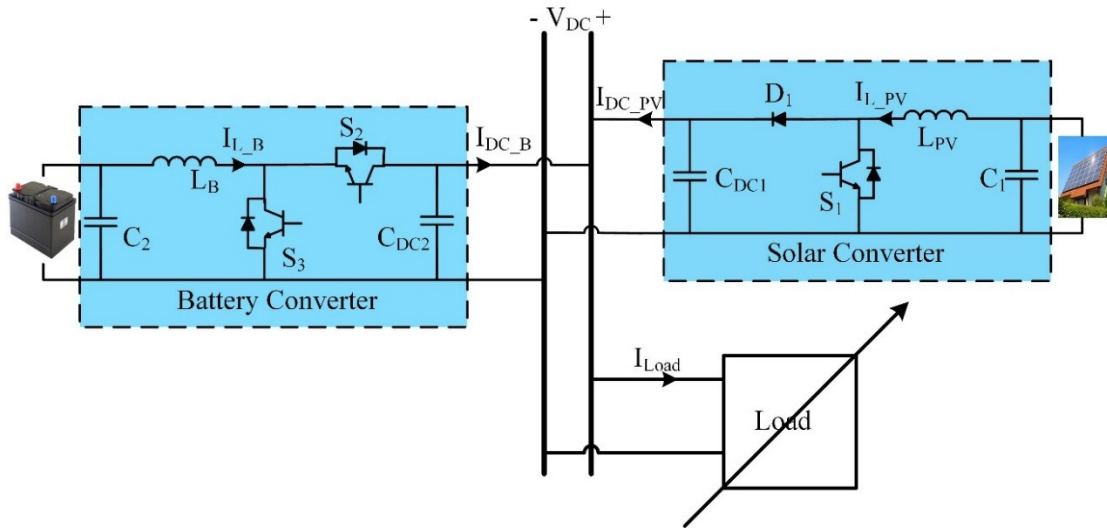 - V_DC +
I_DC_PV
D_1
I_L_PV
L_PV
C_DC1
S_1
C_1
Solar Converter
I_L_B
S_2
I_DC_B
L_B
C_2
S_3
C_DC2
Battery Converter
I_Load
Load